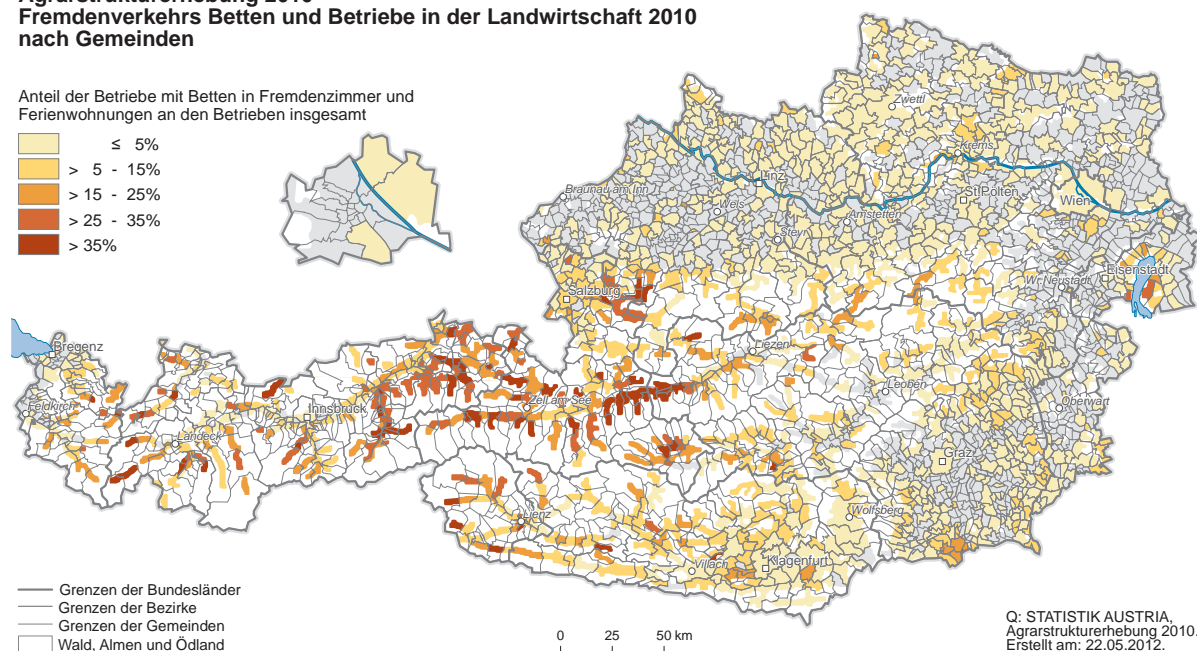 Agrarstrukturerhebung 2010
Fremdenverkehrs Betten und Betriebe in der Landwirtschaft 2010
nach Gemeinden
Anteil der Betriebe mit Betten in Fremdenzimmer und
Ferienwohnungen an den Betrieben insgesamt
≤ 5%
> 5 - 15%
> 15 - 25%
> 25 - 35%
> 35%
Zwettl
Krems
Linz
Braunau am Inn
St.Pölten
Wien
Wels
Amstetten
Steyr
Eisenstadt
Wr.Neustadt
Salzburg
Bregenz
Liezen
Leoben
Feldkirch
Innsbruck
Zell am See
Oberwart
Landeck
Graz
Lienz
Wolfsberg
Villach
Klagenfurt
Grenzen der Bundesländer
Grenzen der Bezirke
Grenzen der Gemeinden
Wald, Almen und Ödland
0 25 50 km
Q: STATISTIK AUSTRIA,
Agrarstrukturerhebung 2010.
Erstellt am: 22.05.2012.